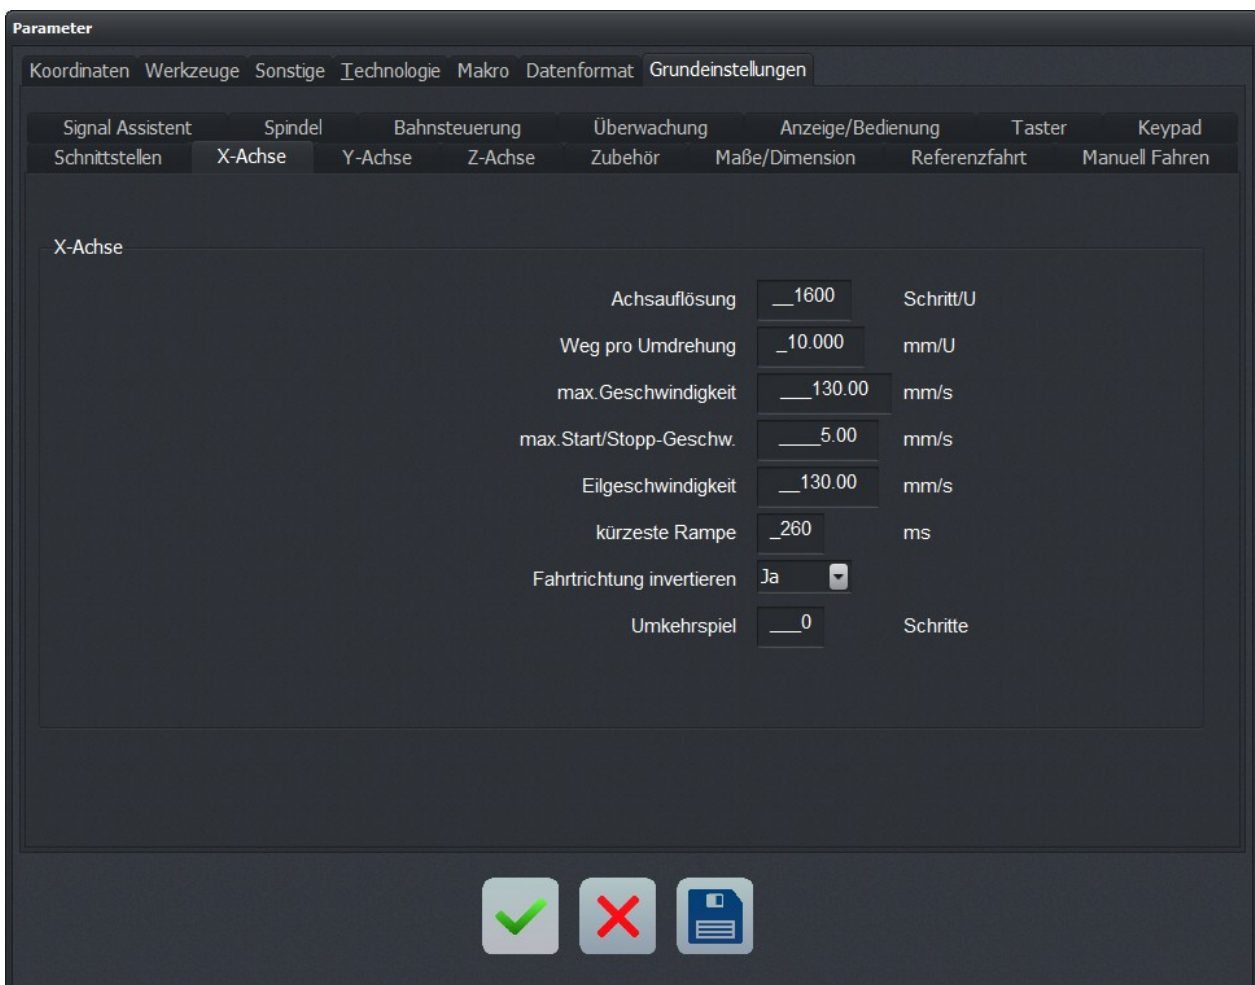 Parameter
Koordinaten Werkzeuge Sonstige Technologie Makro Datenformat Grundeinstellungen
Signal Assistent Spindel Bahnsteuerung Überwachung Anzeige/Bedienung Taster Keypad
Schnittstellen X-Achse Y-Achse Z-Achse Zubehör Maße/Dimension Referenzfahrt Manuell Fahren
X-Achse
Achsauflösung __1600 Schritt/U
Weg pro Umdrehung _10.000 mm/U
max.Geschwindigkeit ___130.00 mm/s
max.Start/Stopp-Geschw. ____5.00 mm/s
Eilgeschwindigkeit __130.00 mm/s
kürzeste Rampe _260 ms
Fahrtrichtung invertieren Ja
Umkehrspiel ___0 Schritte